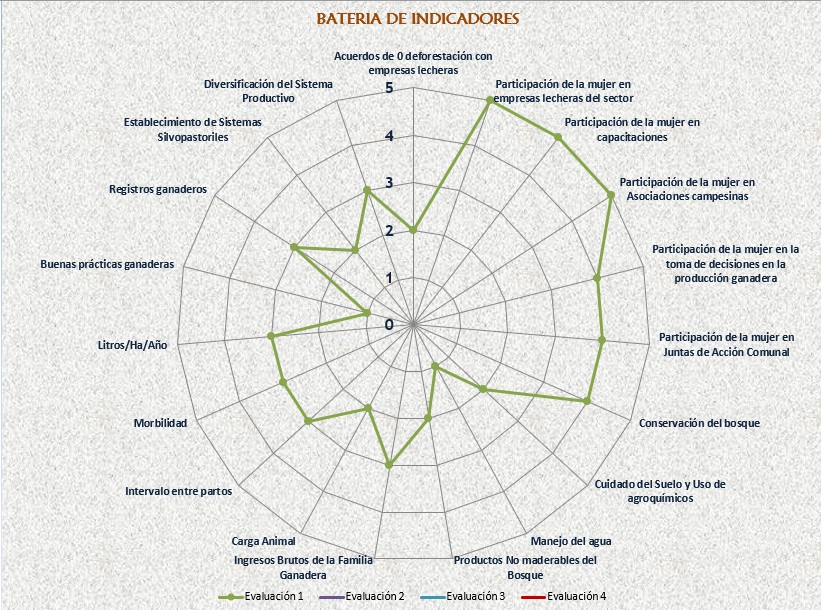 BATERIA DE INDICADORES
Acuerdos de 0 deforestación con
empresas lecheras
Participación de la mujer en
empresas lecheras del sector
Participación de la mujer en
capacitaciones
Participación de la mujer en
Asociaciones campesinas
Participación de la mujer en la
toma de decisiones en la
producción ganadera
Participación de la mujer en
Juntas de Acción Comunal
Conservación del bosque
Cuidado del Suelo y Uso de
agroquímicos
Manejo del agua
Productos No maderables del
Bosque
Ingresos Brutos de la Familia
Ganadera
Carga Animal
Intervalo entre partos
Morbilidad
Litros/Ha/Año
Buenas prácticas ganaderas
Registros ganaderos
Establecimiento de Sistemas
Silvopastoriles
Diversificación del Sistema
Productivo
5
4
3
2
1
0
Evaluación 1 Evaluación 2 Evaluación 3 Evaluación 4